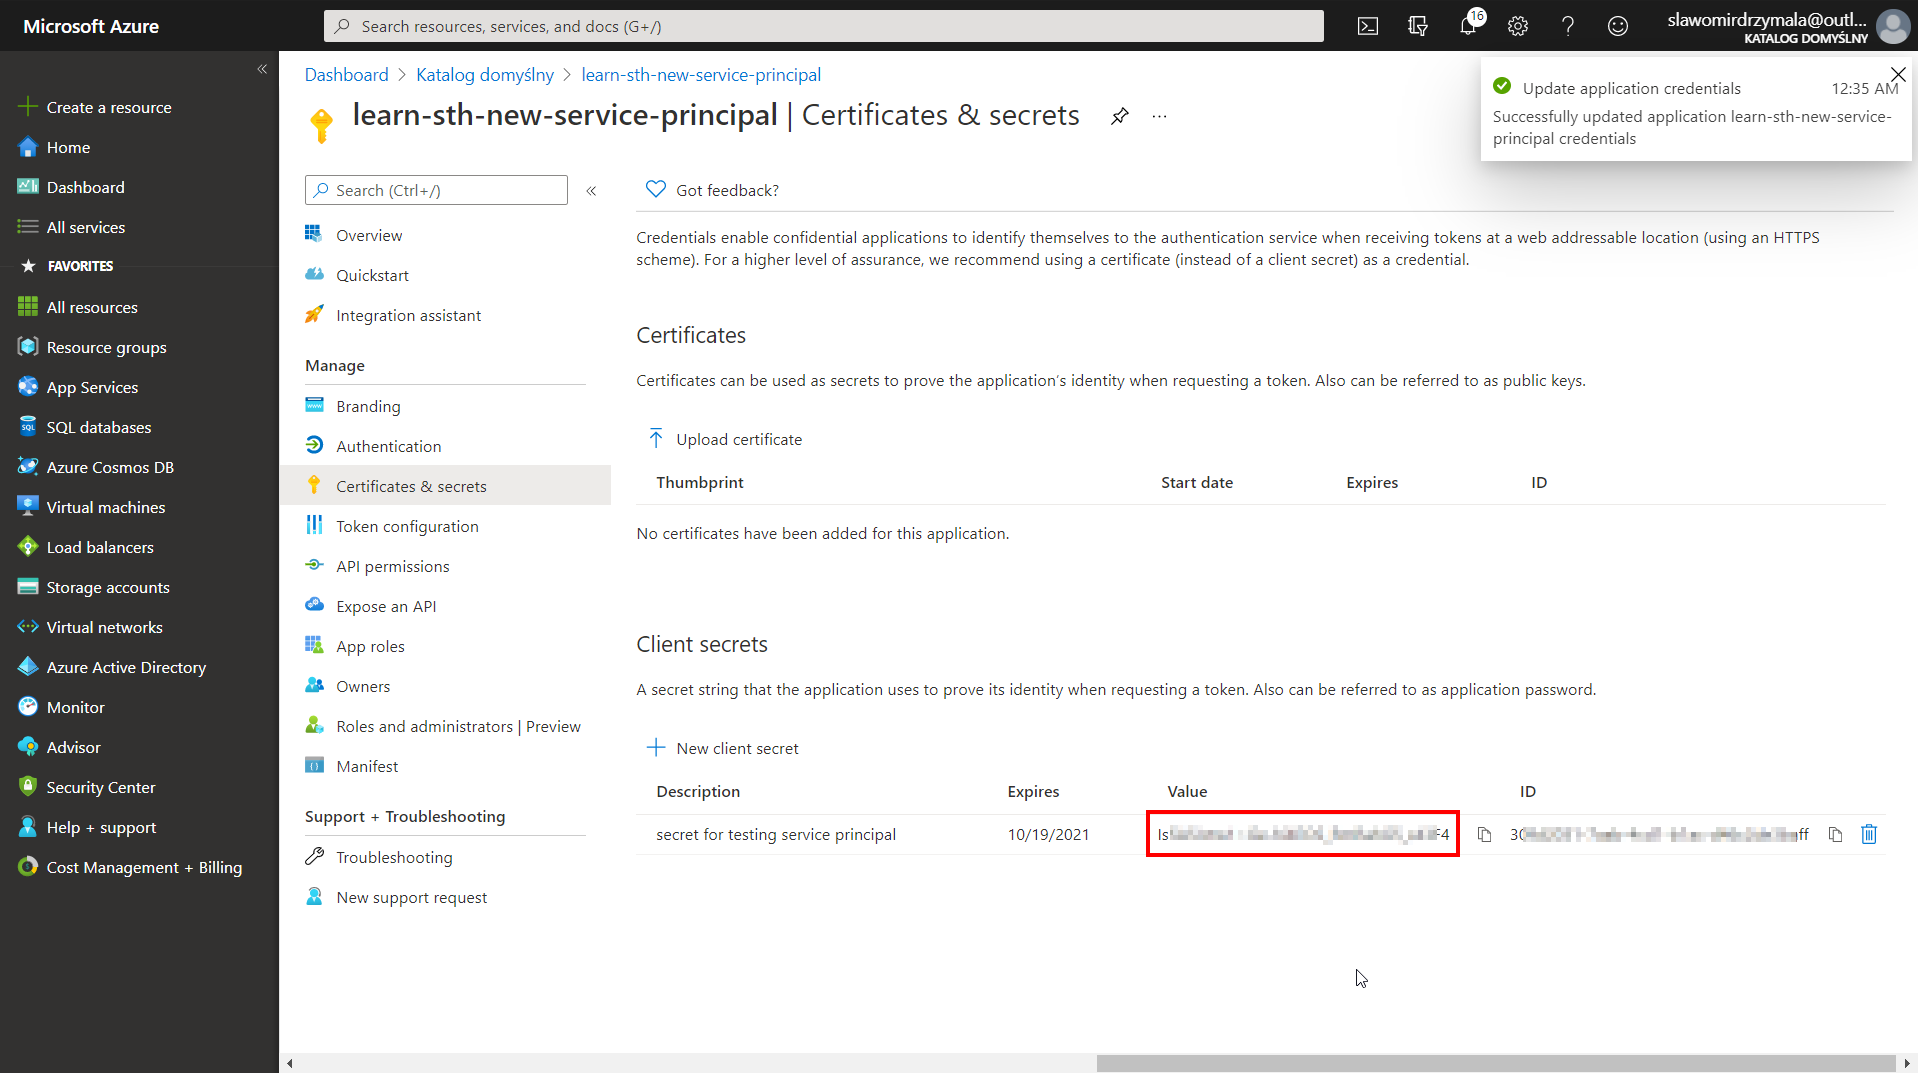 Microsoft Azure
Search resources, services, and docs (G+/)
16
slawomirdrzymala@outl...
KATALOG DOMYŚLNY
Create a resource
Home
Dashboard
All services
FAVORITES
All resources
Resource groups
App Services
SQL databases
Azure Cosmos DB
Virtual machines
Load balancers
Storage accounts
Virtual networks
Azure Active Directory
Monitor
Advisor
Security Center
Help + support
Cost Management + Billing
Dashboard > Katalog domyślny > learn-sth-new-service-principal
learn-sth-new-service-principal | Certificates & secrets
Update application credentials 12:35 AM
Successfully updated application learn-sth-new-service-
principal credentials
Search (Ctrl+/)
Overview
Quickstart
Integration assistant
Manage
Branding
Authentication
Certificates & secrets
Token configuration
API permissions
Expose an API
App roles
Owners
Roles and administrators | Preview
Manifest
Support + Troubleshooting
Troubleshooting
New support request
Got feedback?
Credentials enable confidential applications to identify themselves to the authentication service when receiving tokens at a web addressable location (using an HTTPS
scheme). For a higher level of assurance, we recommend using a certificate (instead of a client secret) as a credential.
Certificates
Certificates can be used as secrets to prove the application's identity when requesting a token. Also can be referred to as public keys.
Upload certificate
Thumbprint Start date Expires ID
No certificates have been added for this application.
Client secrets
A secret string that the application uses to prove its identity when requesting a token. Also can be referred to as application password.
New client secret
Description Expires Value ID
secret for testing service principal 10/19/2021